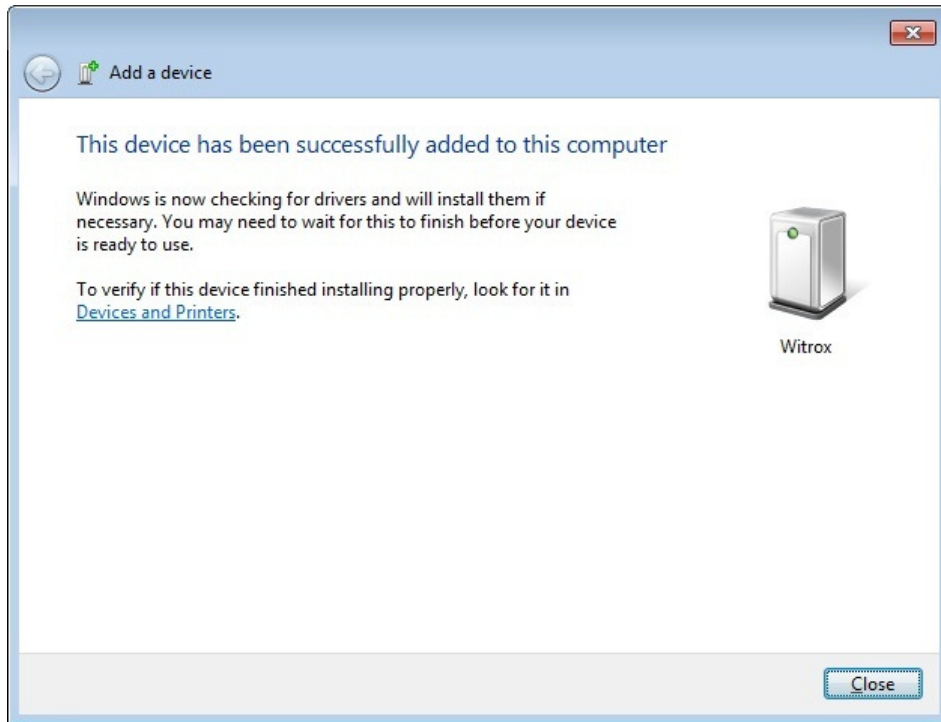 Add a device
This device has been successfully added to this computer
Windows is now checking for drivers and will install them if
necessary. You may need to wait for this to finish before your device
is ready to use.
To verify if this device finished installing properly, look for it in
Devices and Printers.
Witrox
Close